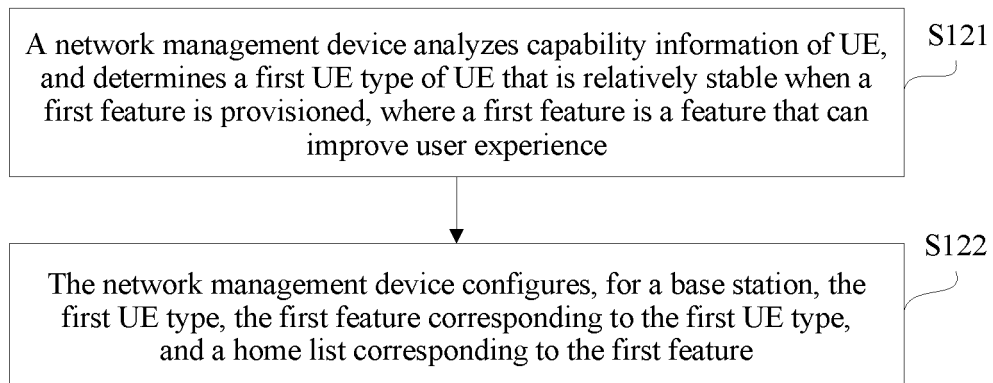 A network management device analyzes capability information of UE,
and determines a first UE type of UE that is relatively stable when a
first feature is provisioned, where a first feature is a feature that can
improve user experience
S121
The network management device configures, for a base station, the
first UE type, the first feature corresponding to the first UE type,
and a home list corresponding to the first feature
S122